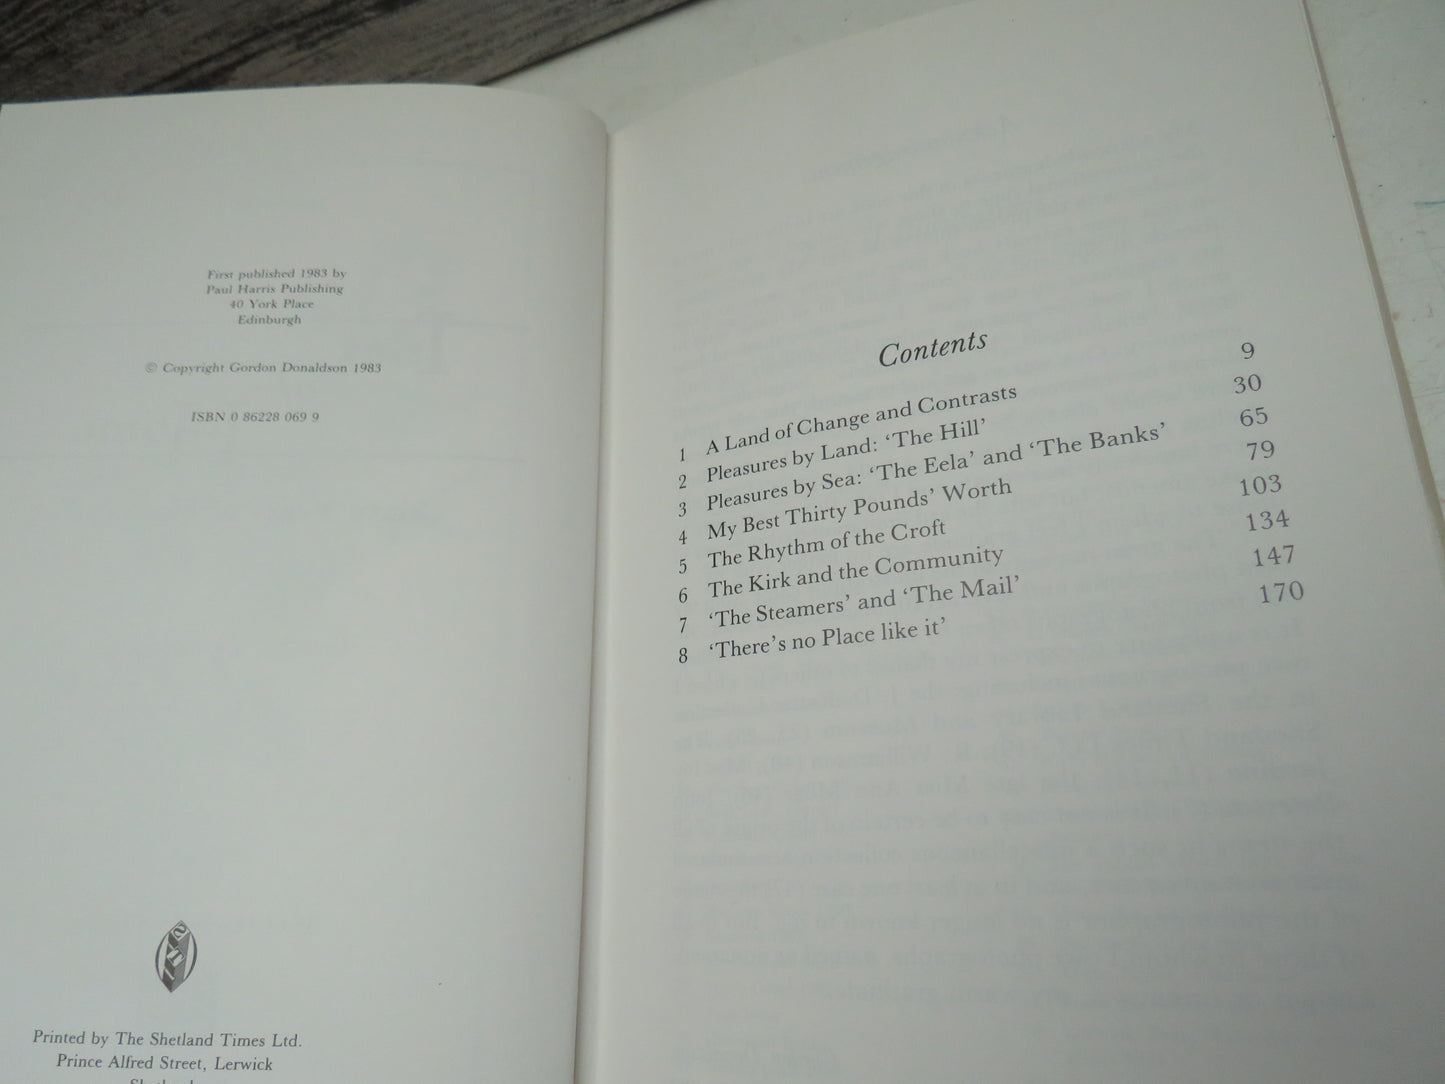 First published 1983 by
Paul Harris Publishing
40 York Place
Edinburgh
© Copyright Gordon Donaldson 1983
ISBN 0 86228 069 9
Printed by The Shetland Times Ltd.
Prince Alfred Street, Lerwick
Contents
1 A Land of Change and Contrasts 9
2 Pleasures by Land: ‘The Hill’ 30
3 Pleasures by Sea: ‘The Eela’ and ‘The Banks’ 65
4 My Best Thirty Pounds’ Worth 79
5 The Rhythm of the Croft 103
6 The Kirk and the Community 134
7 ‘The Steamers’ and ‘The Mail’ 147
8 ‘There’s no Place like it’ 170